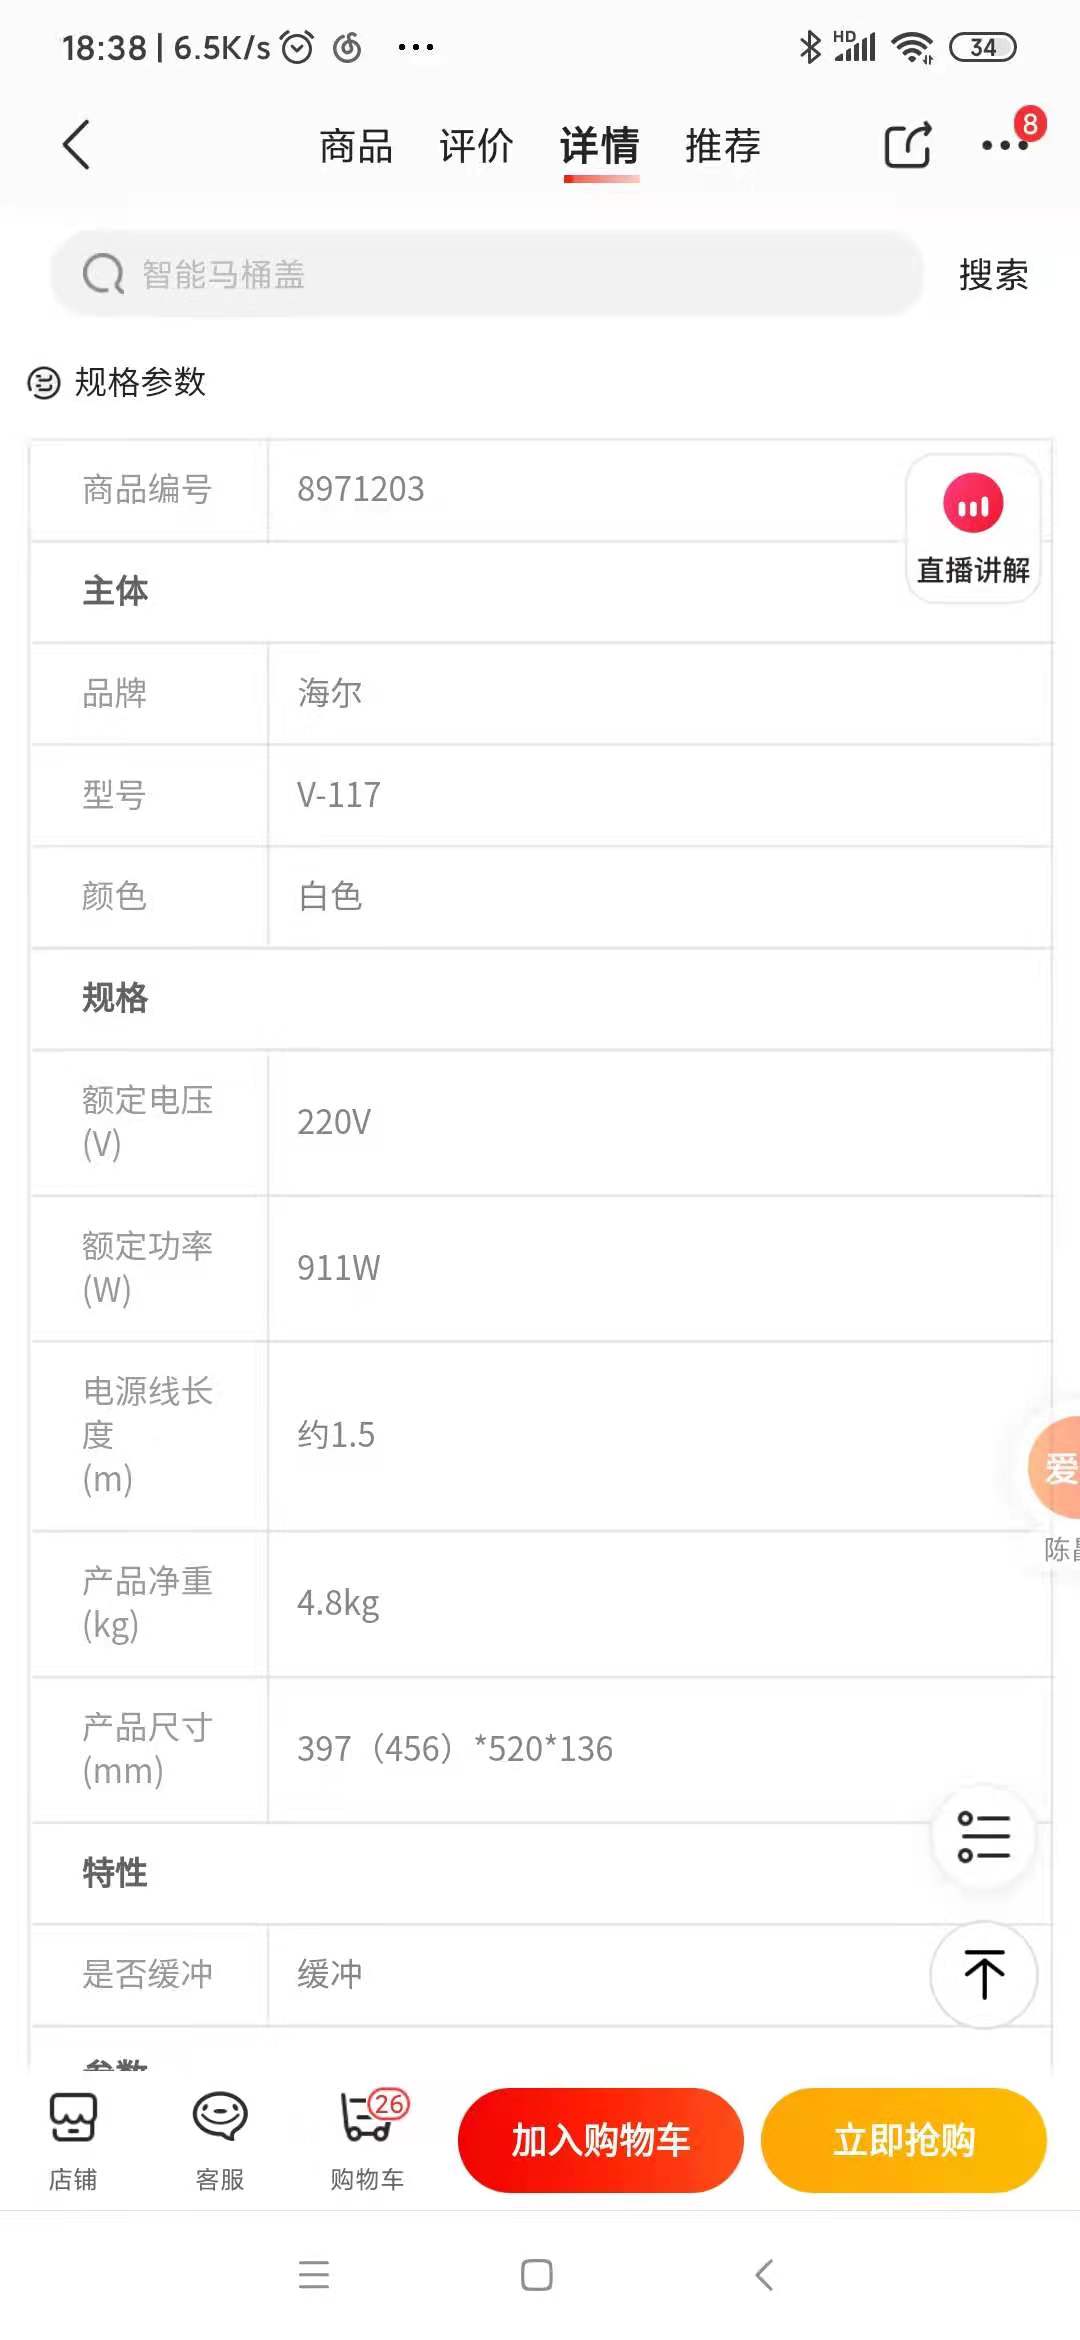 18:38 | 6.5K/s ...
HD 34
商品 评价 详情 推荐 8
智能马桶盖 搜索
规格参数
商品编号 8971203
直播讲解
主体
品牌 海尔
型号 V-117
颜色 白色
规格
额定电压
(V)
220V
额定功率
(W)
911W
电源线长
度
(m)
约1.5
爱
陈
产品净重
(kg)
4.8kg
产品尺寸
(mm)
397（456）*520*136
特性
是否缓冲 缓冲
参数
店铺 客服 26 购物车 加入购物车 立即抢购